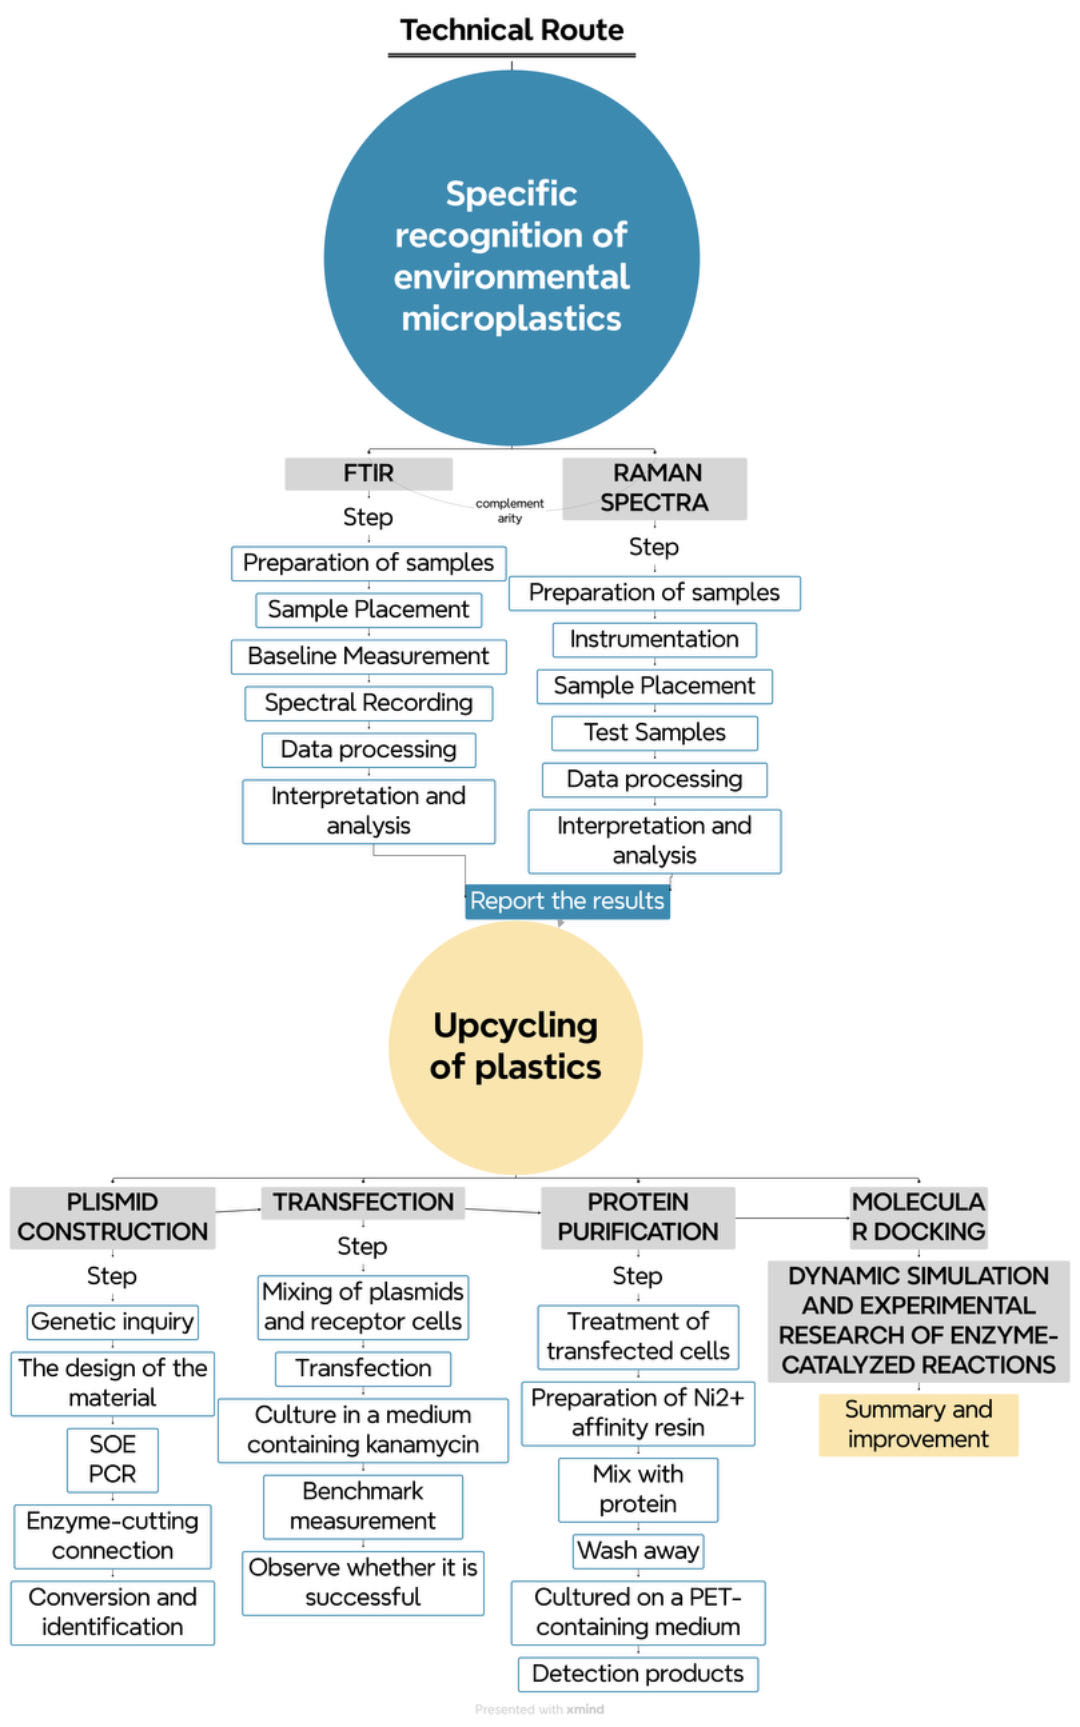 Technical Route
Specific
recognition of
environmental
microplastics
FTIR
Step
Preparation of samples
Sample Placement
Baseline Measurement
Spectral Recording
Data processing
Interpretation and
analysis
complement
arity
RAMAN
SPECTRA
Step
Preparation of samples
Instrumentation
Sample Placement
Test Samples
Data processing
Interpretation and
analysis
Report the results
Upcycling
of plastics
PLISMID
CONSTRUCTION
Step
Genetic inquiry
The design of the
material
SOE
PCR
Enzyme-cutting
connection
Conversion and
identification
TRANSFECTION
Step
Mixing of plasmids
and receptor cells
Transfection
Culture in a medium
containing kanamycin
Benchmark
measurement
Observe whether it is
successful
PROTEIN
PURIFICATION
Step
Treatment of
transfected cells
Preparation of Ni2+
affinity resin
Mix with
protein
Wash away
Cultured on a PET-
containing medium
Detection products
MOLECULA
R DOCKING
DYNAMIC SIMULATION
AND EXPERIMENTAL
RESEARCH OF ENZYME-
CATALYZED REACTIONS
Summary and
improvement
Presented with xmind